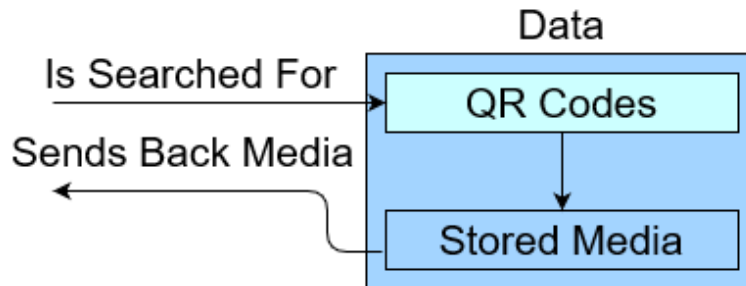 Data
Is Searched For
QR Codes
Sends Back Media
Stored Media